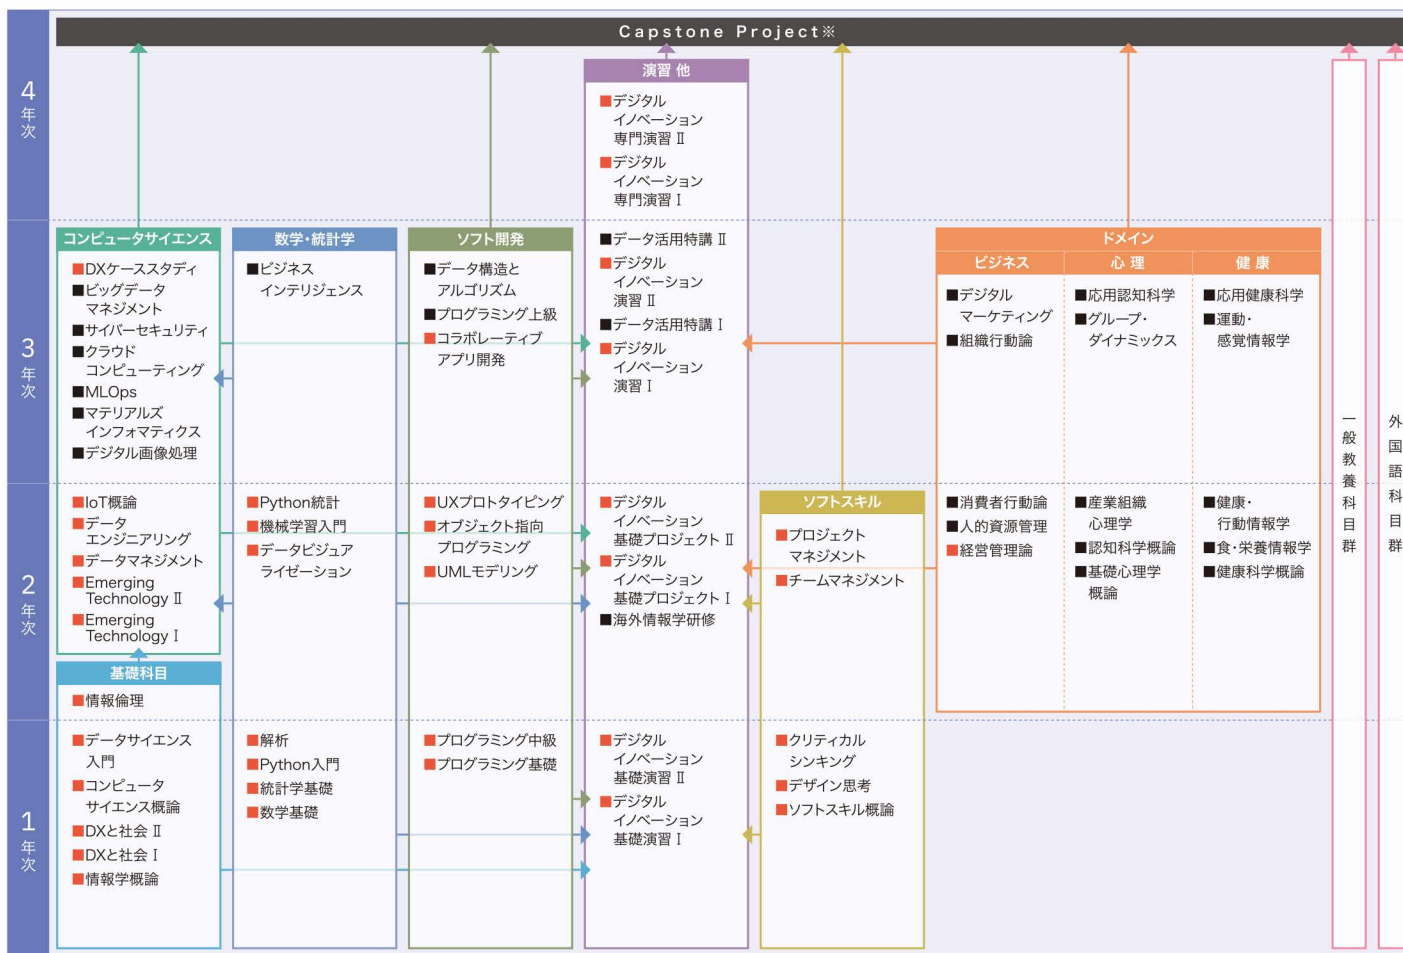 Capstone Project※
4
年
次
演習 他
■デジタル
イノベーション
専門演習 Ⅱ
■デジタル
イノベーション
専門演習 Ⅰ
3
年
次
コンピュータサイエンス
■DXケーススタディ
■ビッグデータ
マネジメント
■サイバーセキュリティ
■クラウド
コンピューティング
■MLOps
■マテリアルズ
インフォマティクス
■デジタル画像処理
数学・統計学
■ビジネス
インテリジェンス
ソフト開発
■データ構造と
アルゴリズム
■プログラミング上級
■コラボレーティブ
アプリ開発
■データ活用特講 Ⅱ
■デジタル
イノベーション
演習 Ⅱ
■データ活用特講 Ⅰ
■デジタル
イノベーション
演習 Ⅰ
ドメイン
ビジネス
■デジタル
マーケティング
■組織行動論
心 理
■応用認知科学
■グループ・
ダイナミックス
健 康
■応用健康科学
■運動・
感覚情報学
2
年
次
■IoT概論
■データ
エンジニアリング
■データマネジメント
■Emerging
Technology Ⅱ
■Emerging
Technology Ⅰ
基礎科目
■情報倫理
■Python統計
■機械学習入門
■データビジュア
ライゼーション
■UXプロトタイピング
■オブジェクト指向
プログラミング
■UMLモデリング
■デジタル
イノベーション
基礎プロジェクト Ⅱ
■デジタル
イノベーション
基礎プロジェクト Ⅰ
■海外情報学研修
ソフトスキル
■プロジェクト
マネジメント
■チームマネジメント
■消費者行動論
■人的資源管理
■経営管理論
■産業組織
心理学
■認知科学概論
■基礎心理学
概論
■健康・
行動情報学
■食・栄養情報学
■健康科学概論
1
年
次
■データサイエンス
入門
■コンピュータ
サイエンス概論
■DXと社会 Ⅱ
■DXと社会 Ⅰ
■情報学概論
■解析
■Python入門
■統計学基礎
■数学基礎
■プログラミング中級
■プログラミング基礎
■デジタル
イノベーション
基礎演習 Ⅱ
■デジタル
イノベーション
基礎演習 Ⅰ
■クリティカル
シンキング
■デザイン思考
■ソフトスキル概論
一般教養科目群
外国語科目群